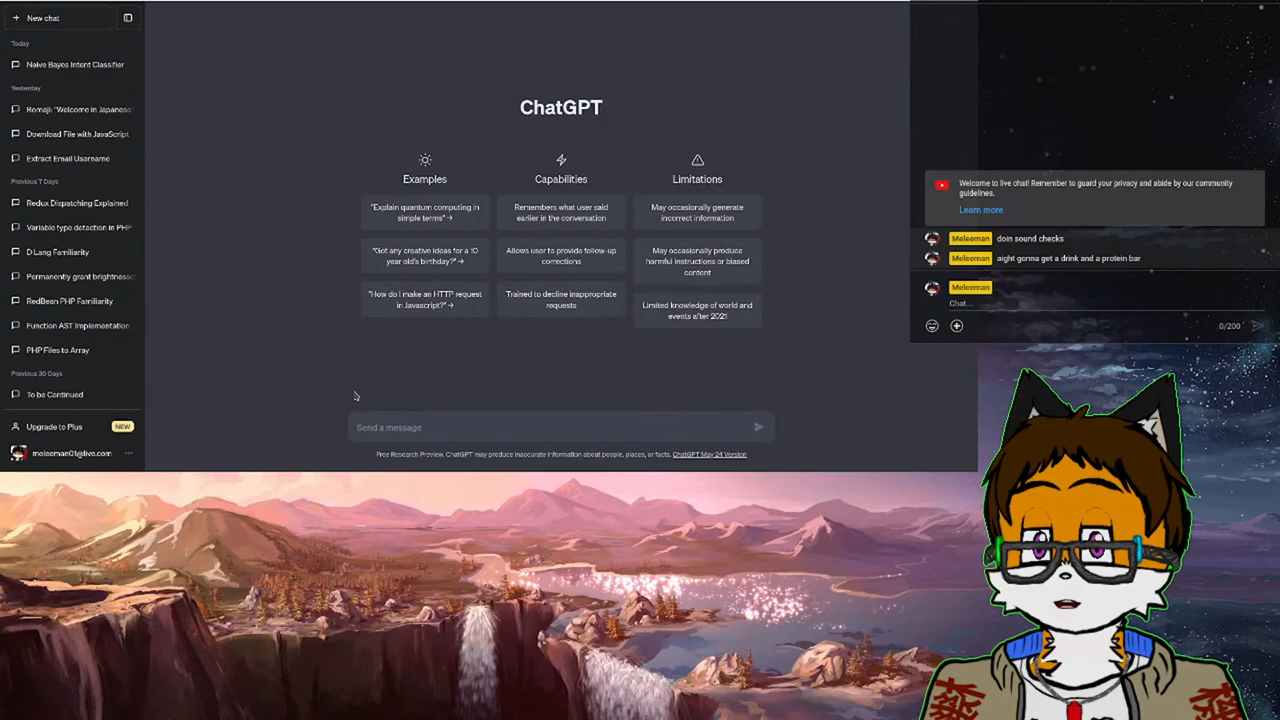 New chat
Today
Naive Bayes Intent Classifier
Yesterday
Romaji: "Welcome in Japanese"
Download File with JavaScript
Extract Email Username
Previous 7 Days
Redux Dispatching Explained
Variable type detection in PHP
D Lang Familiarity
Permanently grant brightness
RedBean PHP Familiarity
Function AST Implementation
PHP Files to Array
Previous 30 Days
To be Continued
Upgrade to Plus NEW
meleeman01@live.com
ChatGPT
Examples
"Explain quantum computing in
simple terms" →
"Got any creative ideas for a 10
year old's birthday?" →
"How do I make an HTTP request
in Javascript?" →
Capabilities
Remembers what user said
earlier in the conversation
Allows user to provide follow-up
corrections
Trained to decline inappropriate
requests
Limitations
May occasionally generate
incorrect information
May occasionally produce
harmful instructions or biased
content
Limited knowledge of world and
events after 2021
Send a message
Free Research Preview. ChatGPT may produce inaccurate information about people, places, or facts. ChatGPT May 24 Version
Welcome to live chat! Remember to guard your privacy and abide by our community
guidelines.
Learn more
Meleeman doin sound checks
Meleeman aight gonna get a drink and a protein bar
Meleeman
Chat...
0/200